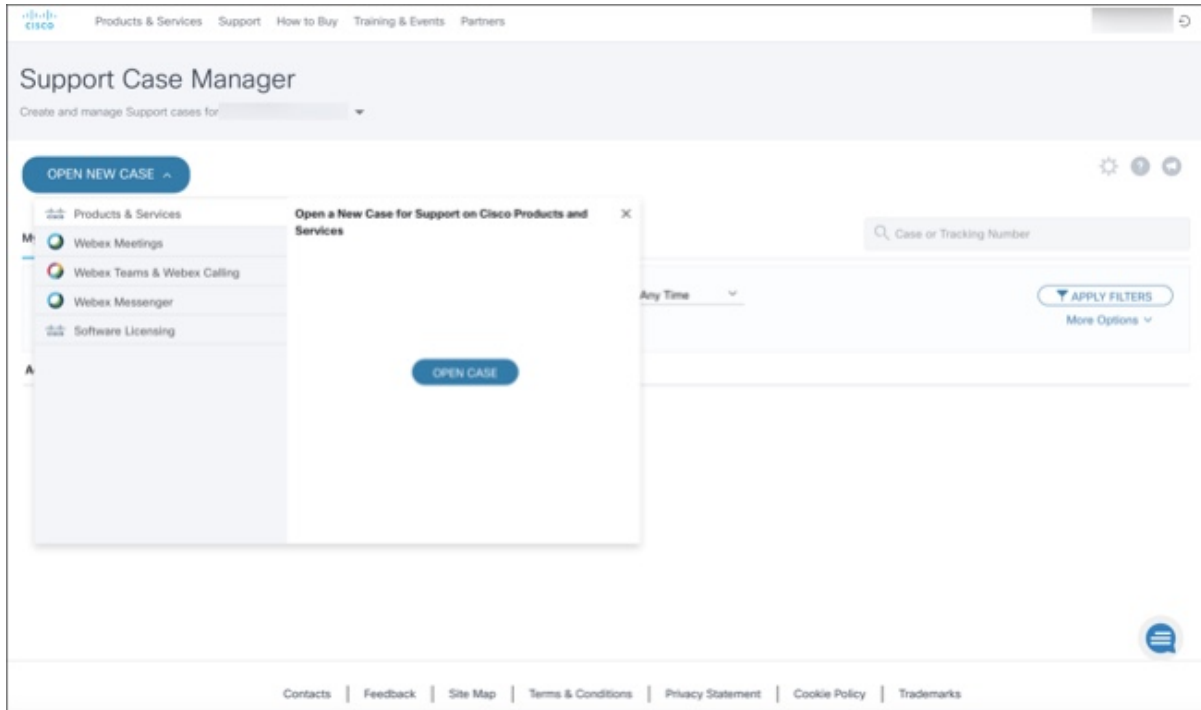 CISCO
Products & Services Support How to Buy Training & Events Partners
Support Case Manager
Create and manage Support cases for
OPEN NEW CASE
Products & Services
Webex Meetings
Webex Teams & Webex Calling
Webex Messenger
Software Licensing
Open a New Case for Support on Cisco Products and
Services
OPEN CASE
Case or Tracking Number
Any Time
APPLY FILTERS
More Options
Contacts | Feedback | Site Map | Terms & Conditions | Privacy Statement | Cookie Policy | Trademarks